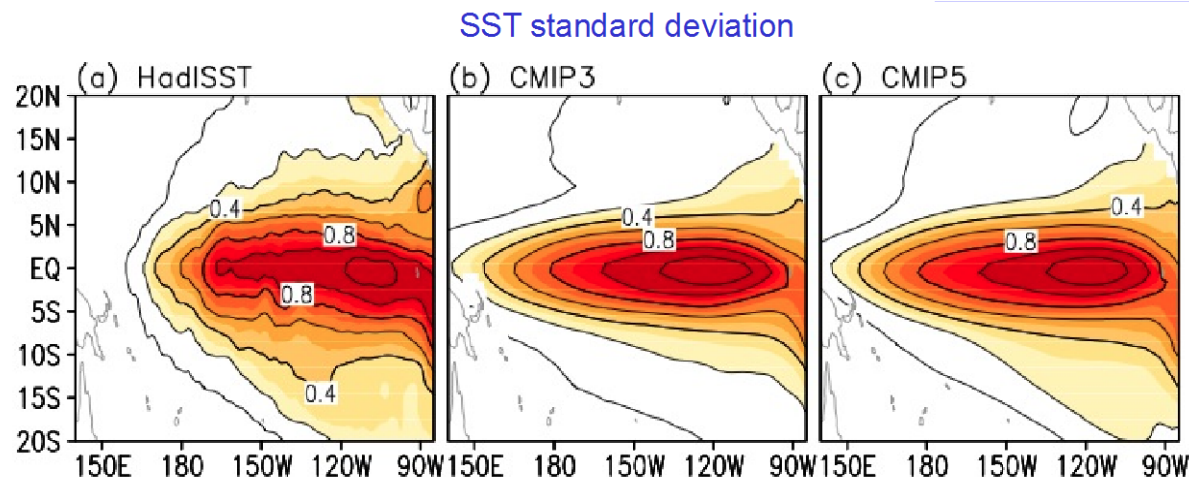 SST standard deviation
(a) HadISST (b) CMIP3 (c) CMIP5
20N
15N
10N
5N
EQ
5S
10S
15S
20S
0.4
0.8
0.8
0.4
0.4
0.8
0.4
0.8
150E 180 150W 120W 90W 150E 180 150W 120W 90W 150E 180 150W 120W 90W